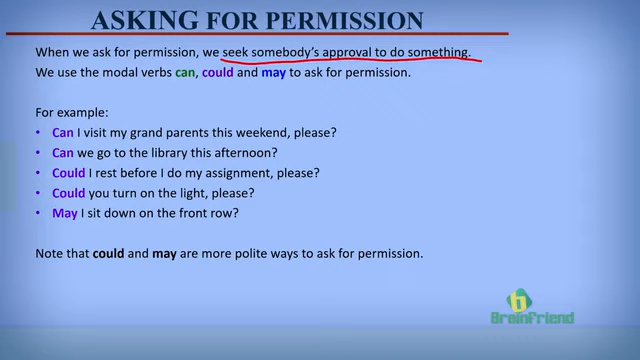 ASKING FOR PERMISSION
When we ask for permission, we seek somebody's approval to do something.
We use the modal verbs can, could and may to ask for permission.
For example:
• Can I visit my grand parents this weekend, please?
• Can we go to the library this afternoon?
• Could I rest before I do my assignment, please?
• Could you turn on the light, please?
• May I sit down on the front row?
Note that could and may are more polite ways to ask for permission.
BrainFriend